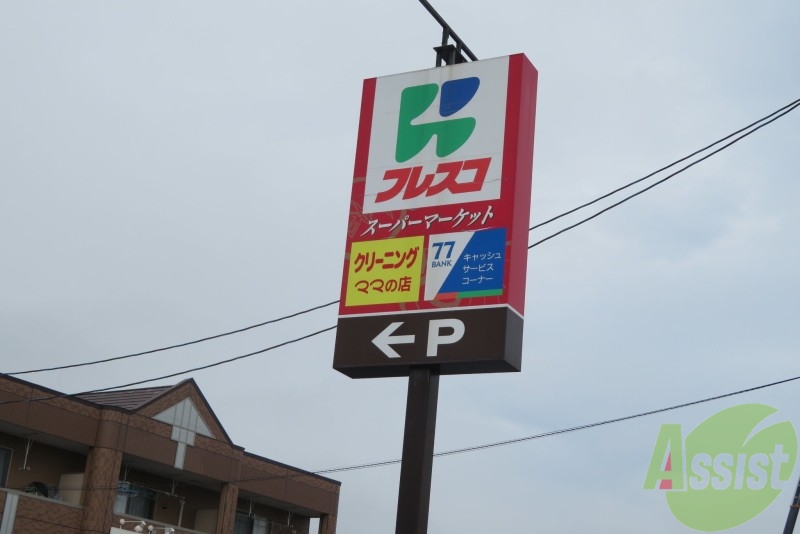 フレスコ
スーパーマーケット
クリーニング
ママの店
77
BANK
キャッシュ
サービス
コーナー
←P
Assist